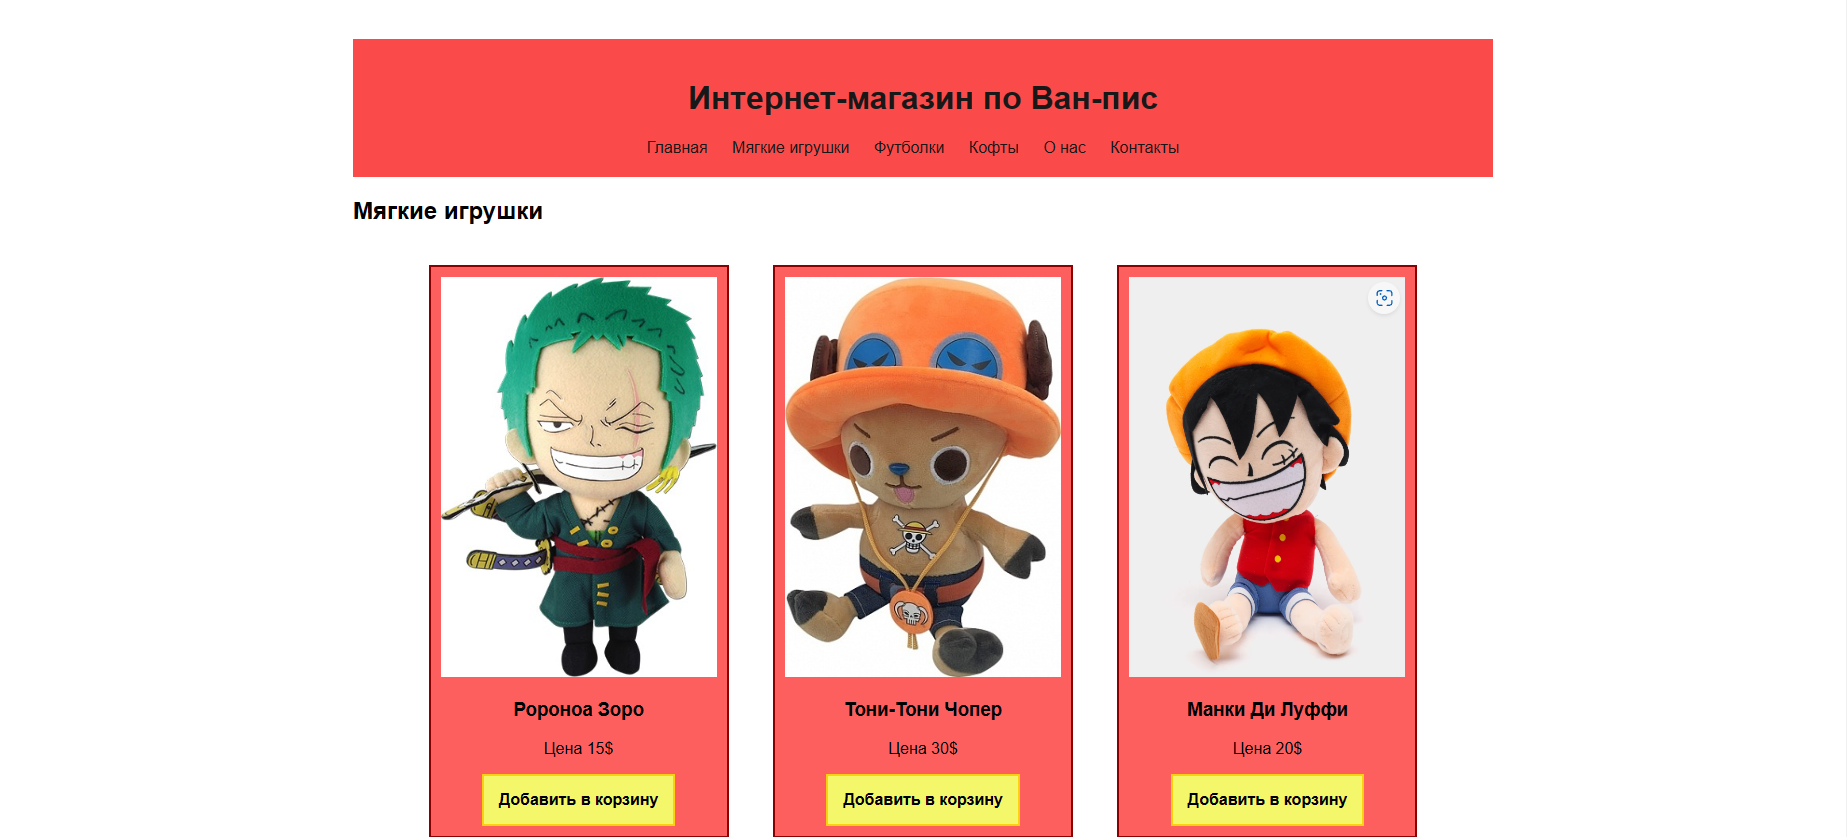 Интернет-магазин по Ван-пис
Главная Мягкие игрушки Футболки Кофты О нас Контакты
Мягкие игрушки
Ророноа Зоро
Цена 15$
Добавить в корзину
Тони-Тони Чопер
Цена 30$
Добавить в корзину
Манки Ди Луффи
Цена 20$
Добавить в корзину